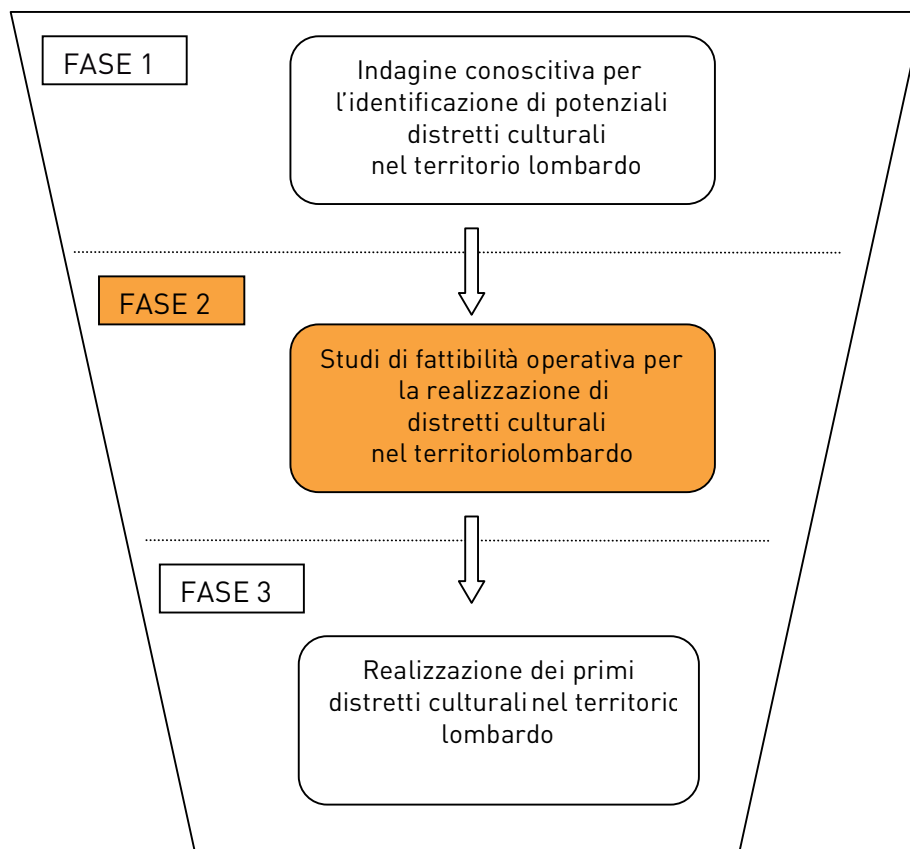 FASE 1
Indagine conoscitiva per
l'identificazione di potenziali
distretti culturali
nel territorio lombardo
FASE 2
Studi di fattibilità operativa per
la realizzazione di
distretti culturali
nel territoriolombardo
FASE 3
Realizzazione dei primi
distretti culturali nel territorio
lombardo